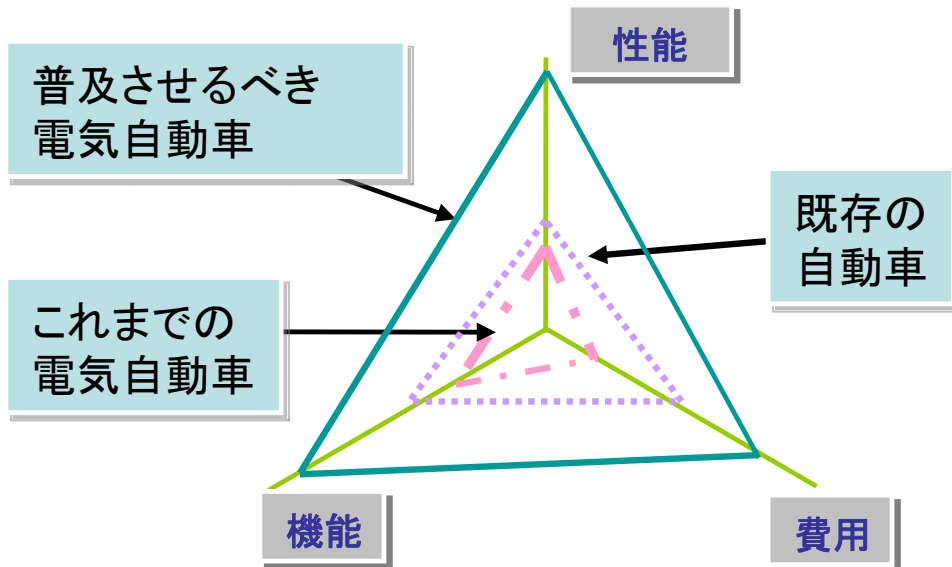 性能
普及させるべき
電気自動車
既存の
自動車
これまでの
電気自動車
機能
費用